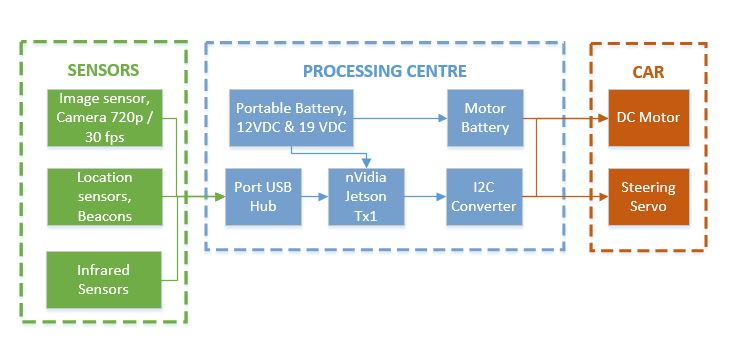 SENSORS
Image sensor,
Camera 720p /
30 fps
Location
sensors,
Beacons
Infrared
Sensors
PROCESSING CENTRE
Portable Battery,
12VDC & 19 VDC
Motor
Battery
Port USB
Hub
nVidia
Jetson
Tx1
I2C
Converter
CAR
DC Motor
Steering
Servo